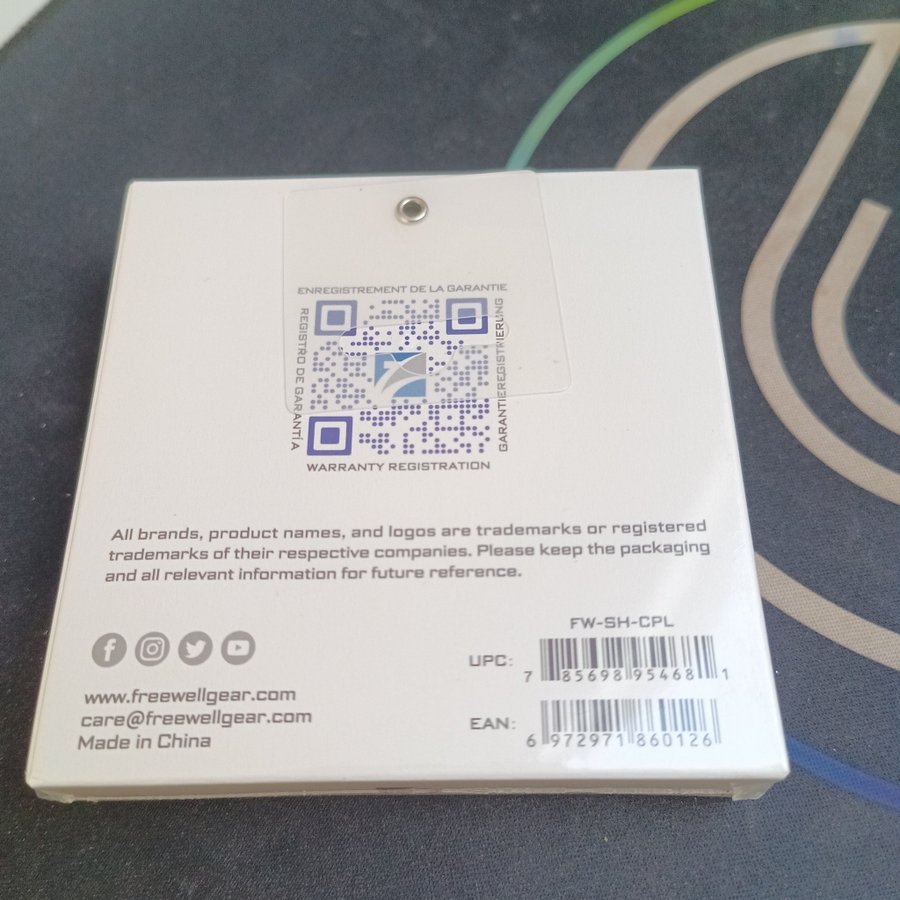 ENREGISTREMENT DE LA GARANTIE
REGISTRO DE GARANTÍA
GARANTIEREGISTRIERUNG
WARRANTY REGISTRATION
All brands, product names, and logos are trademarks or registered
trademarks of their respective companies. Please keep the packaging
and all relevant information for future reference.
FW-SH-CPL
UPC:
7 85698 95468 1
EAN:
6 972971 860126
www.freewellgear.com
care@freewellgear.com
Made in China